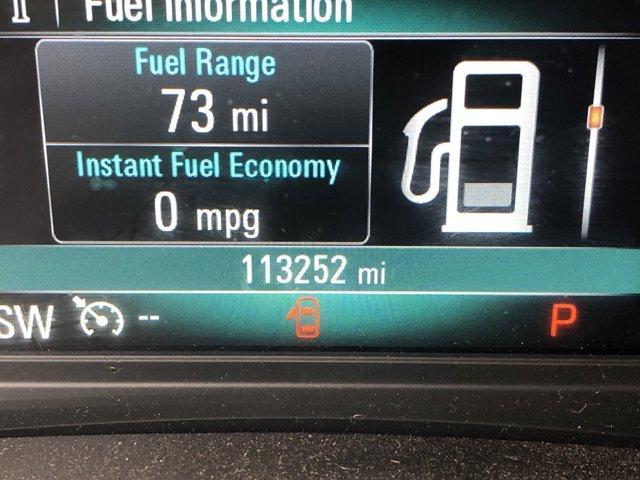 Fuel Information
Fuel Range
73 mi
Instant Fuel Economy
0 mpg
113252 mi
SW --
P